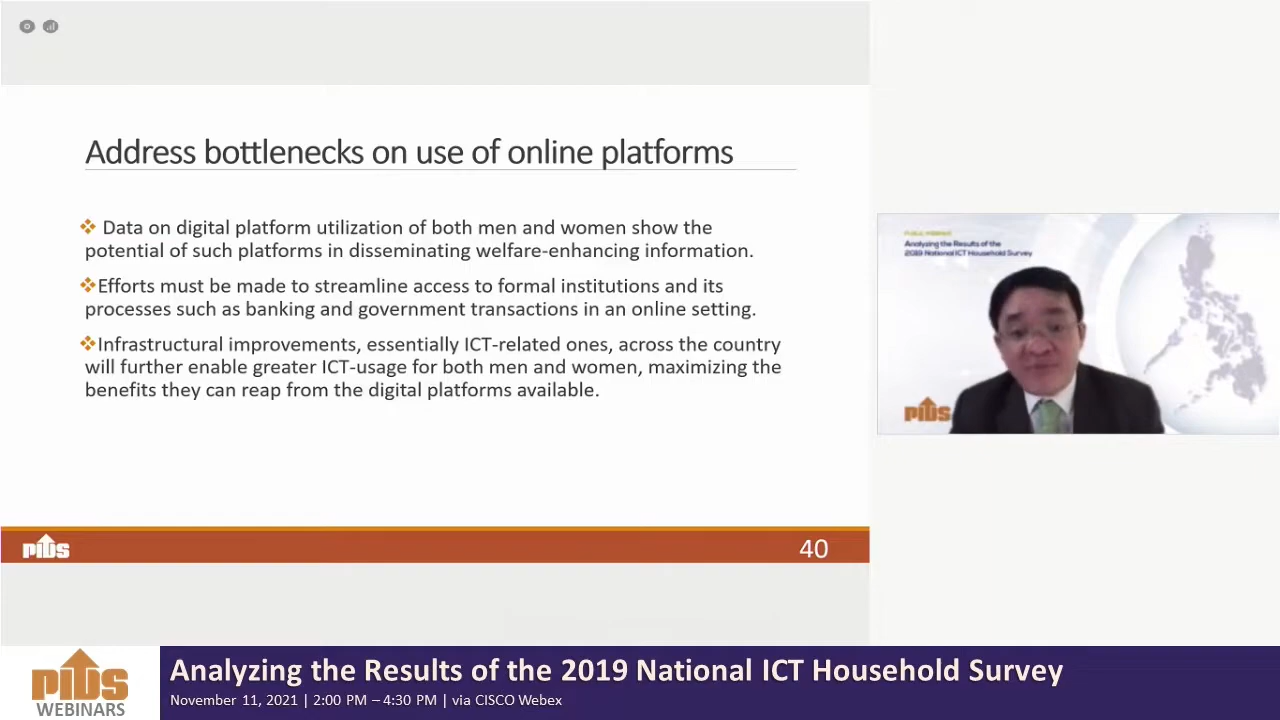 Address bottlenecks on use of online platforms
❖ Data on digital platform utilization of both men and women show the
potential of such platforms in disseminating welfare-enhancing information.
❖Efforts must be made to streamline access to formal institutions and its
processes such as banking and government transactions in an online setting.
❖Infrastructural improvements, essentially ICT-related ones, across the country
will further enable greater ICT-usage for both men and women, maximizing the
benefits they can reap from the digital platforms available.
pids
40
PUBLIC WEBINAR
Analyzing the Results of the
2019 National ICT Household Survey
pids
pids
WEBINARS
Analyzing the Results of the 2019 National ICT Household Survey
November 11, 2021 | 2:00 PM – 4:30 PM | via CISCO Webex